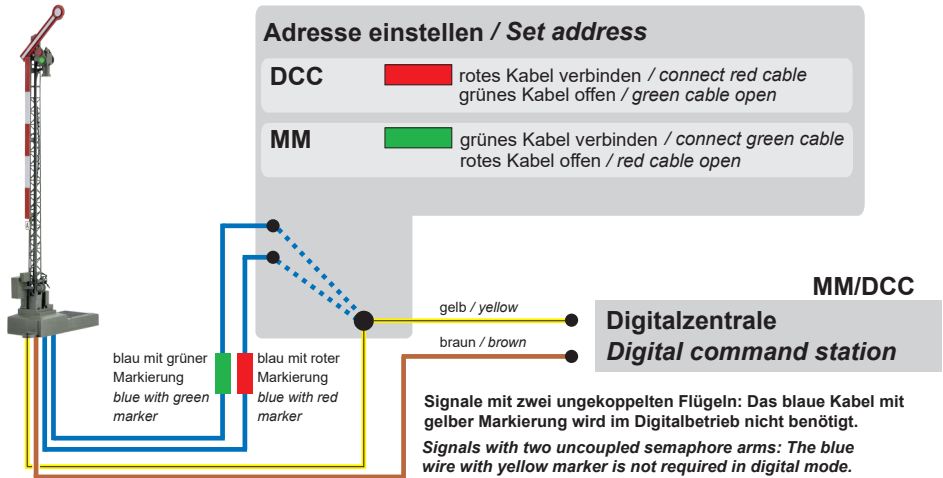 Adresse einstellen / Set address
DCC
rotes Kabel verbinden / connect red cable
grünes Kabel offen / green cable open
MM
grünes Kabel verbinden / connect green cable
rotes Kabel offen / red cable open
MM/DCC
gelb / yellow
Digitalzentrale
Digital command station
braun / brown
blau mit grüner
Markierung
blue with green
marker
blau mit roter
Markierung
blue with red
marker
Signale mit zwei ungekoppelten Flügeln: Das blaue Kabel mit
gelber Markierung wird im Digitalbetrieb nicht benötigt.
Signals with two uncoupled semaphore arms: The blue
wire with yellow marker is not required in digital mode.